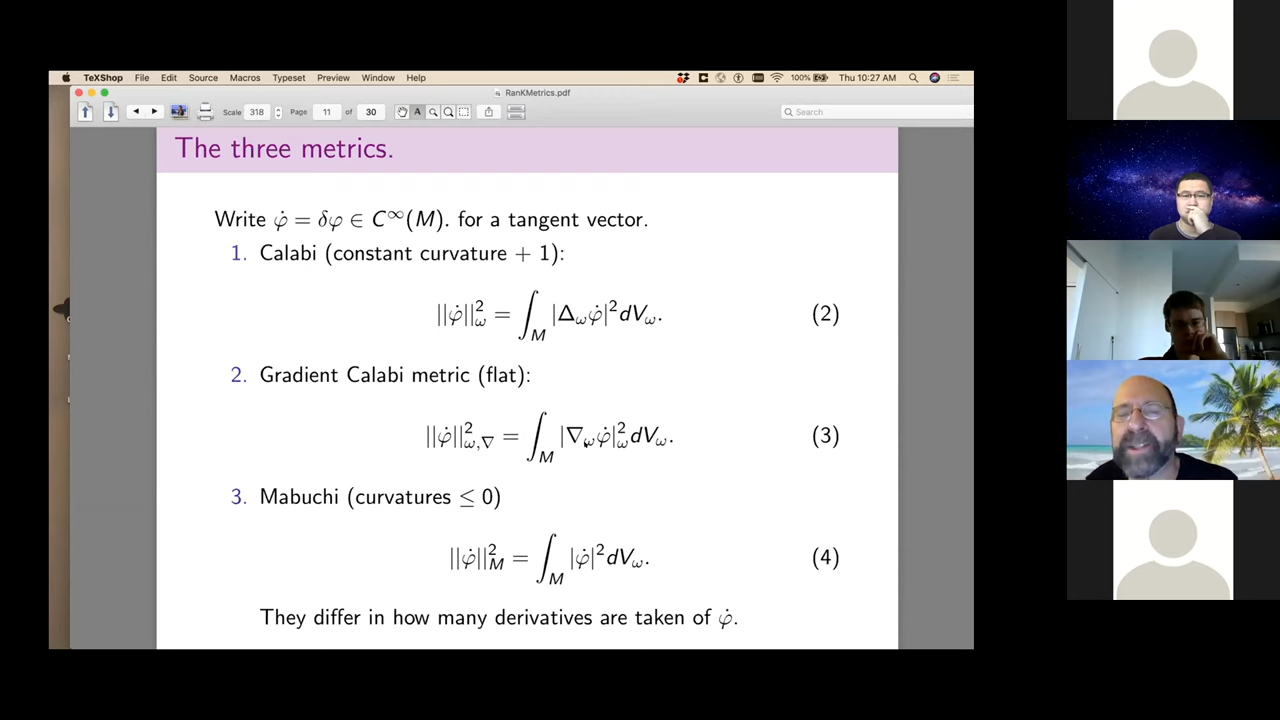 TeXShop File Edit Source Macros Typeset Preview Window Help 100% Thu 10:27 AM
RanKMetrics.pdf
Scale 318 Page 11 of 30 A Search
The three metrics.
Write φ̇ = δφ ∈ C^∞(M). for a tangent vector.
1. Calabi (constant curvature + 1):
||φ̇||²_ω = ∫_M |Δ_ω φ̇|² dV_ω. (2)
2. Gradient Calabi metric (flat):
||φ̇||²_{ω,∇} = ∫_M |∇_ω φ̇|²_ω dV_ω. (3)
3. Mabuchi (curvatures ≤ 0)
||φ̇||²_M = ∫_M |φ̇|² dV_ω. (4)
They differ in how many derivatives are taken of φ̇.